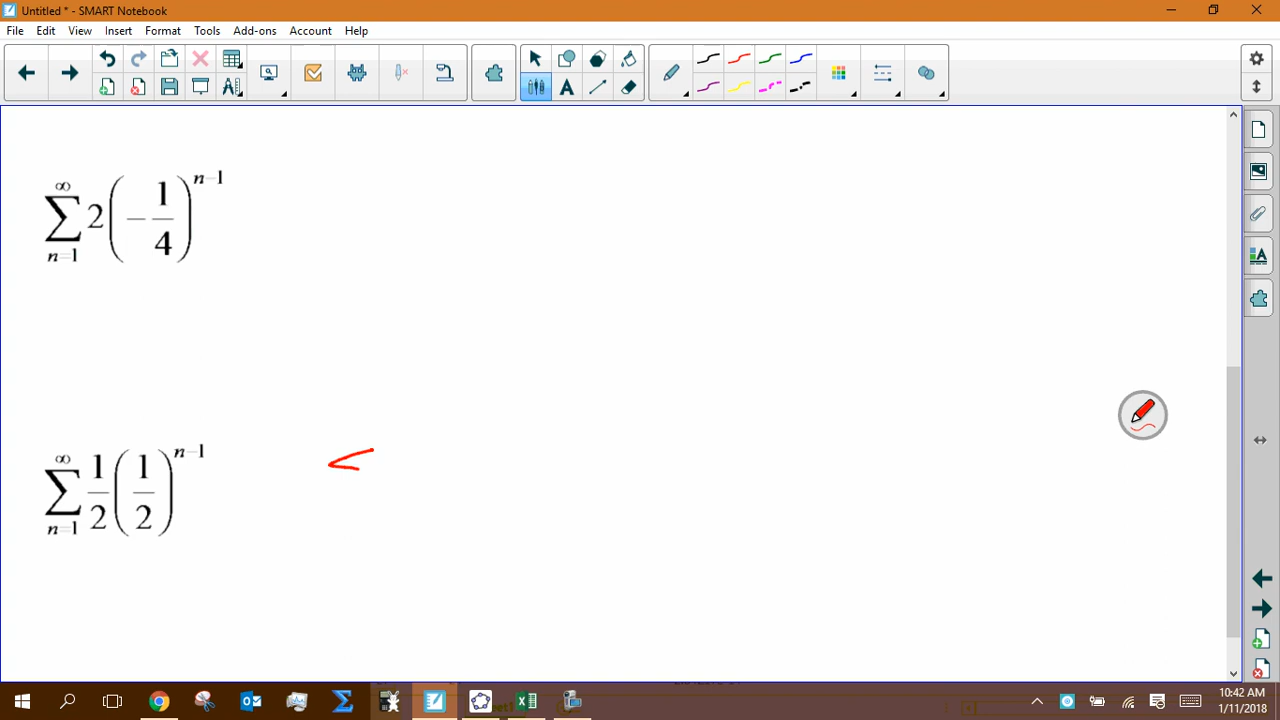 Untitled * - SMART Notebook
File Edit View Insert Format Tools Add-ons Account Help
∞
∑ 2(-1/4)^{n-1}
n=1
∞
∑ 1/2(1/2)^{n-1}
n=1
<
10:42 AM
1/11/2018